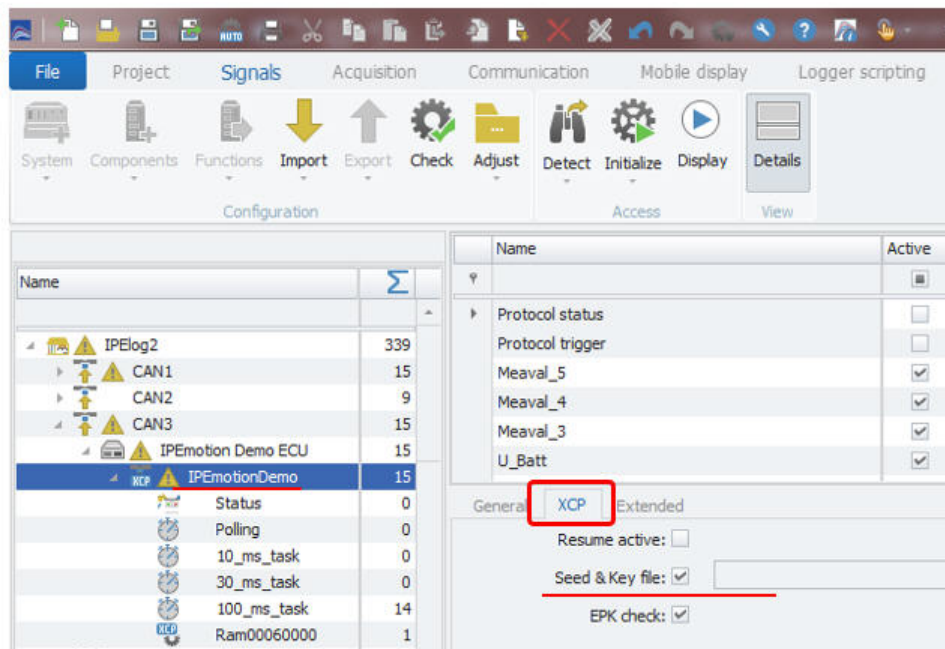 AUTO
File Project Signals Acquisition Communication Mobile display Logger scripting
System Components Functions Import Export Check Adjust Detect Initialize Display Details
Configuration Access View
Name Σ
IPElog2 339
CAN1 15
CAN2 9
CAN3 15
IPEmotion Demo ECU 15
XCP IPEmotionDemo 15
Status 0
Polling 0
10_ms_task 0
30_ms_task 0
100_ms_task 14
XCP Ram00060000 1
Name Active
Protocol status
Protocol trigger
Meaval_5
Meaval_4
Meaval_3
U_Batt
General XCP Extended
Resume active:
Seed & Key file:
EPK check: